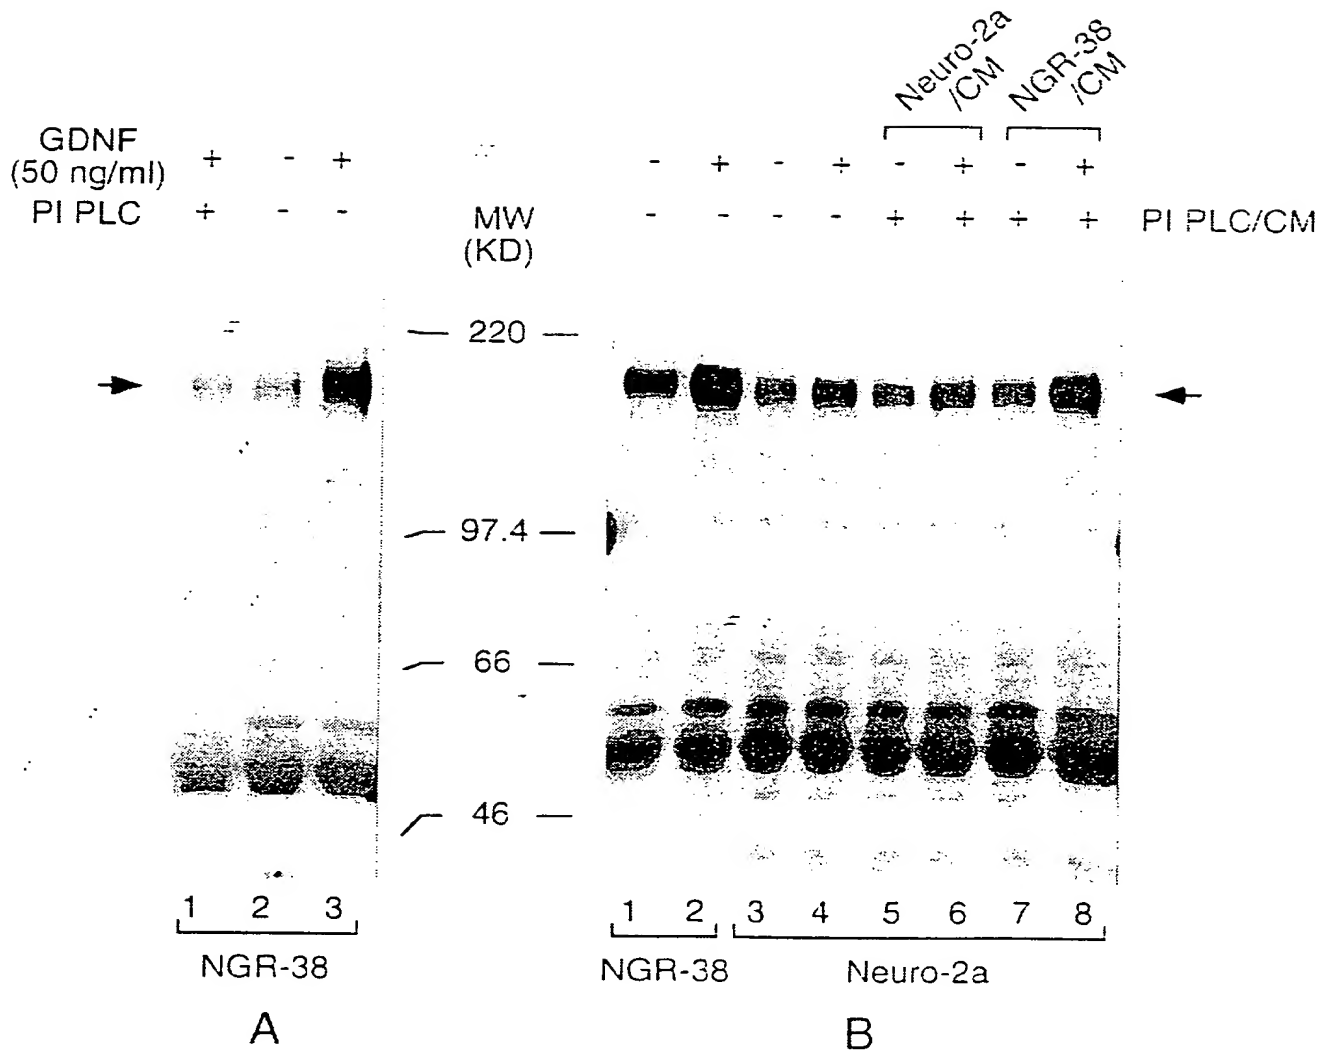 Neuro-2a
/CM
NGR-38
/CM
GDNF
(50 ng/ml)
+ - +
- + - + - + - +
PI PLC
+ - -
MW
(KD)
- - - - + + + +
PI PLC/CM
220
97.4
66
46
1 2 3
1 2 3 4 5 6 7 8
NGR-38
NGR-38
Neuro-2a
A
B